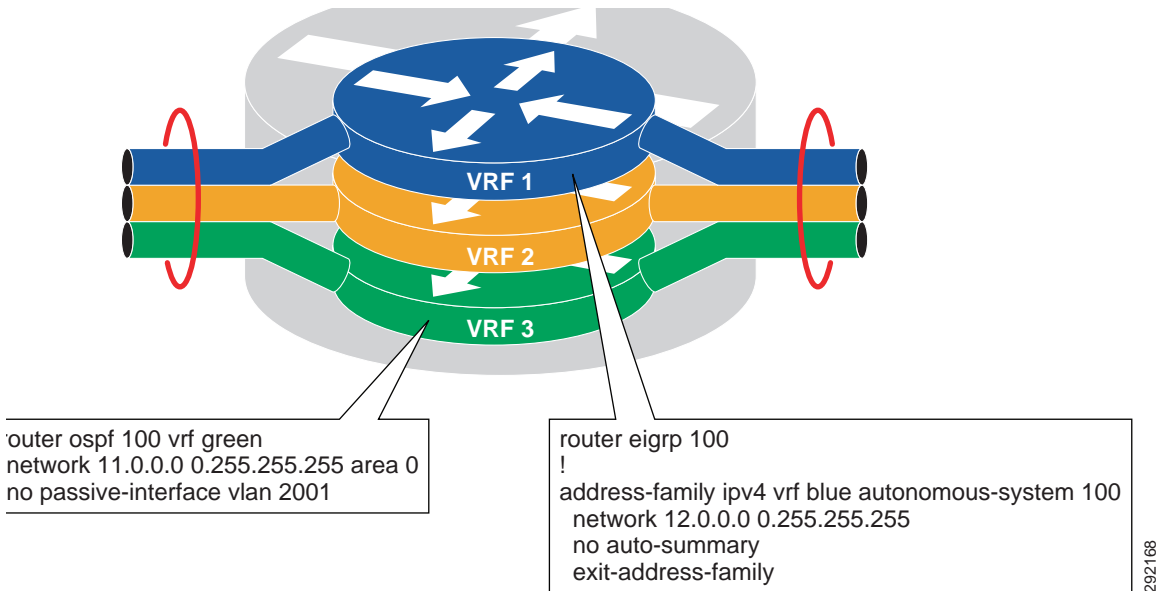 VRF 1
VRF 2
VRF 3
router ospf 100 vrf green
network 11.0.0.0 0.255.255.255 area 0
no passive-interface vlan 2001
router eigrp 100
!
address-family ipv4 vrf blue autonomous-system 100
network 12.0.0.0 0.255.255.255
no auto-summary
exit-address-family
292168